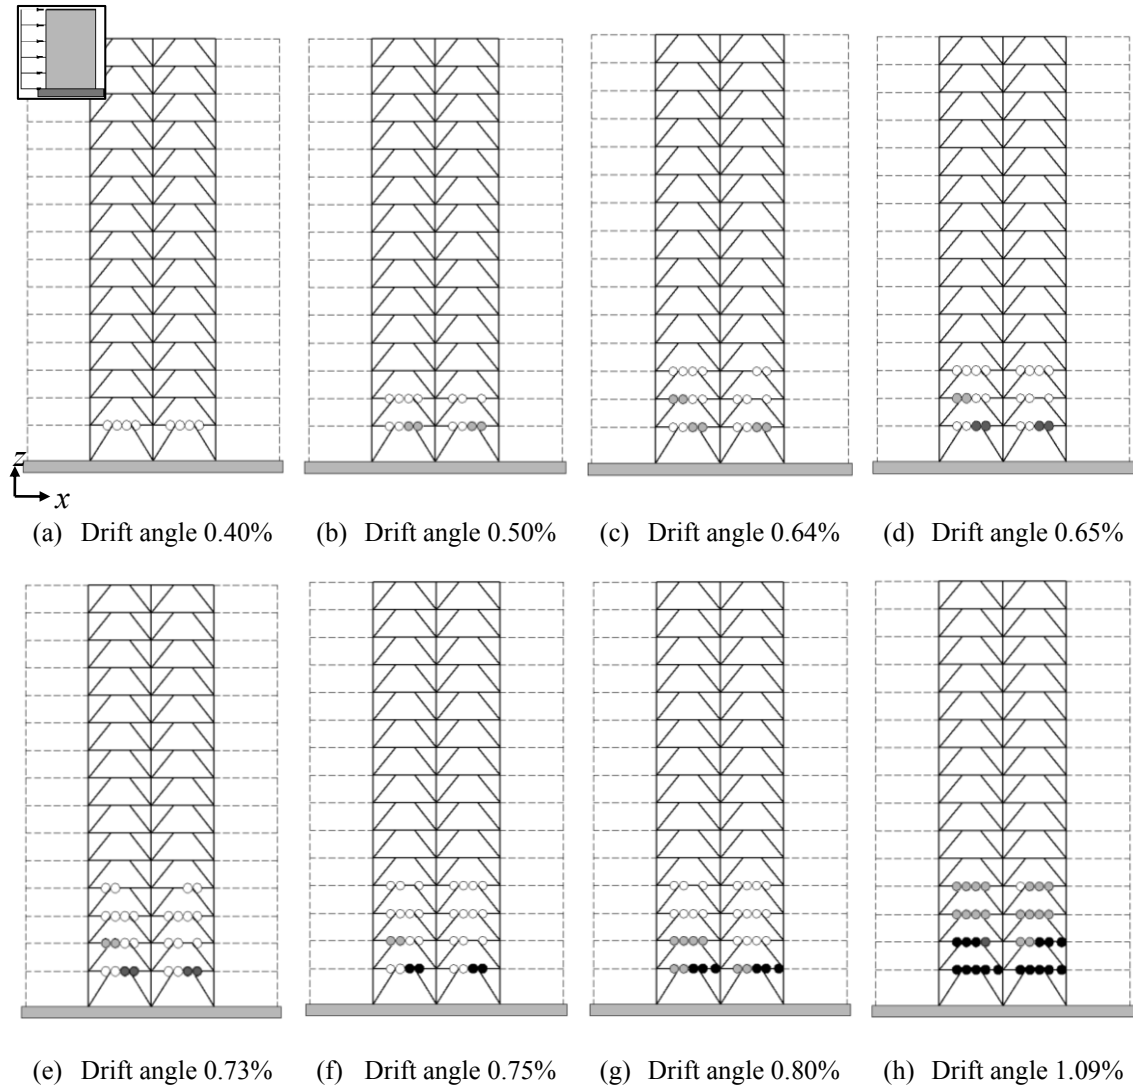 z
x
(a) Drift angle 0.40%
(b) Drift angle 0.50%
(c) Drift angle 0.64%
(d) Drift angle 0.65%
(e) Drift angle 0.73%
(f) Drift angle 0.75%
(g) Drift angle 0.80%
(h) Drift angle 1.09%